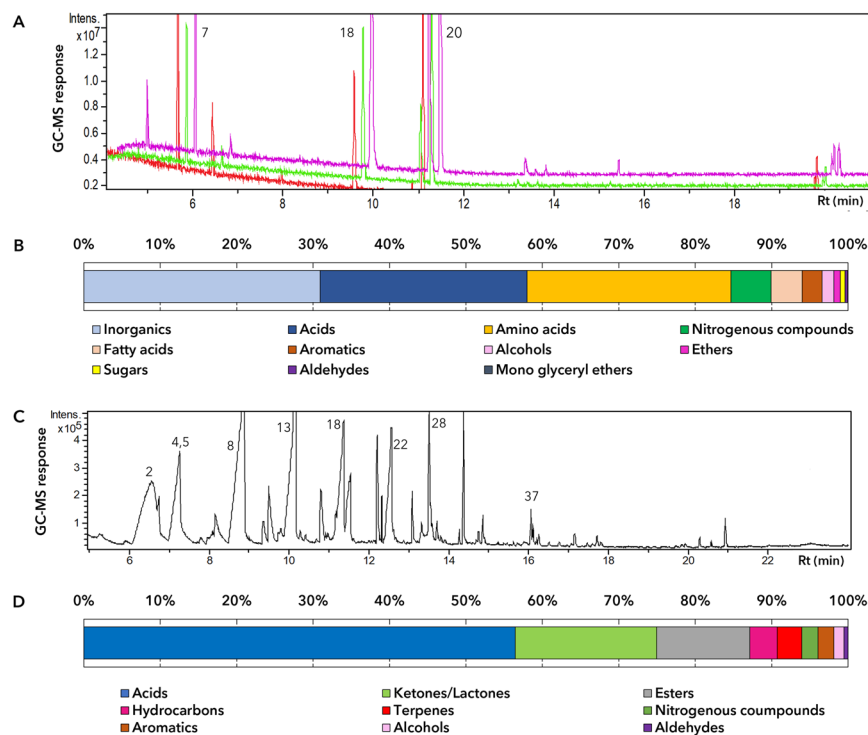 A
Intens.
x10⁷
1.2
1.0
0.8
0.6
0.4
0.2
GC-MS response
7
18
20
6
8
10
12
14
16
18
Rt (min)
B
0% 10% 20% 30% 40% 50% 60% 70% 80% 90% 100%
Inorganics Acids Amino acids Nitrogenous compounds
Fatty acids Aromatics Alcohols Ethers
Sugars Aldehydes Mono glyceryl ethers
C
Intens.
x10⁵
4
3
2
1
GC-MS response
2
4,5
8
13
18
22
28
37
6 8 10 12 14 16 18 20 22 Rt (min)
D
0% 10% 20% 30% 40% 50% 60% 70% 80% 90% 100%
Acids Ketones/Lactones Esters
Hydrocarbons Terpenes Nitrogenous coumpounds
Aromatics Alcohols Aldehydes